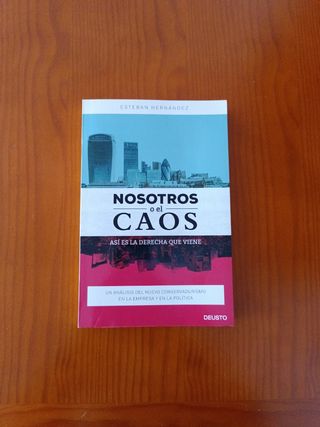 ESTEBAN HERNÁNDEZ
NOSOTROS
o el
CAOS
ASÍ ES LA DERECHA QUE VIENE
UN ANÁLISIS DEL NUEVO CONSERVADURISMO
EN LA EMPRESA Y EN LA POLÍTICA
DEUSTO